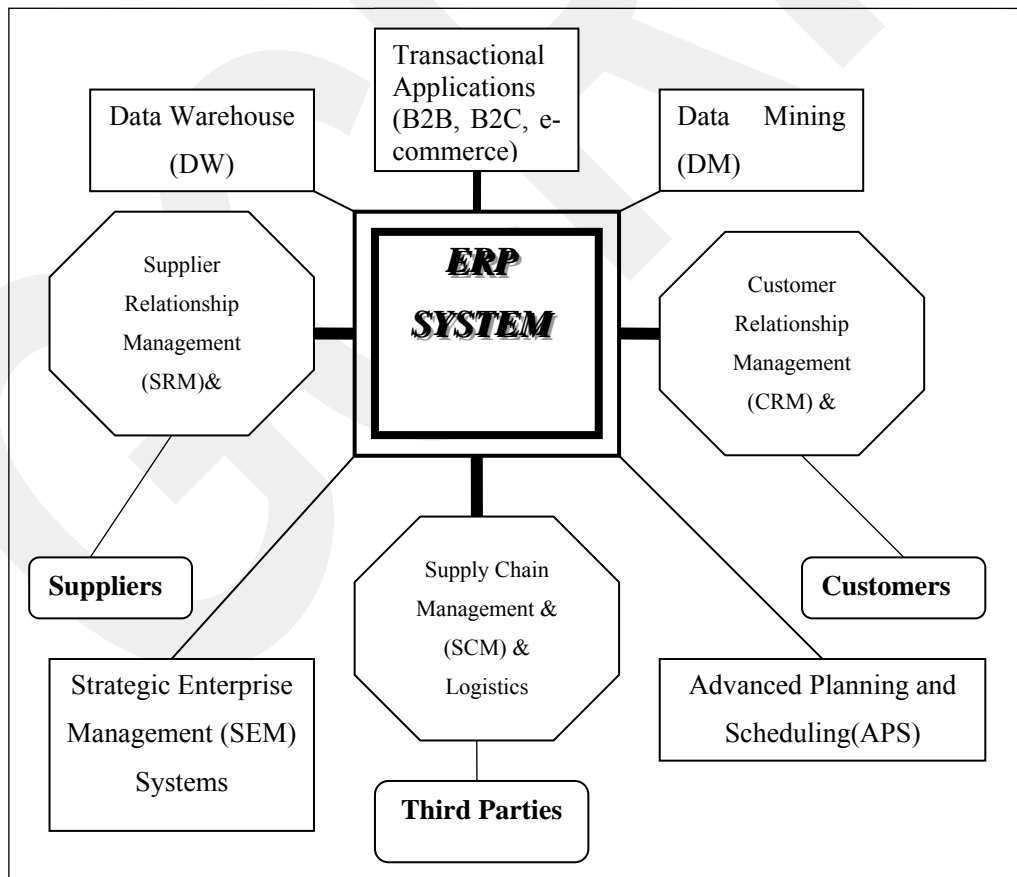 Transactional
Applications
(B2B, B2C, e-
commerce)
Data Warehouse
(DW)
Data Mining
(DM)
ERP
SYSTEM
Supplier
Relationship
Management
(SRM)&
Customer
Relationship
Management
(CRM) &
Suppliers
Supply Chain
Management &
(SCM) &
Logistics
Customers
Strategic Enterprise
Management (SEM)
Systems
Advanced Planning and
Scheduling(APS)
Third Parties